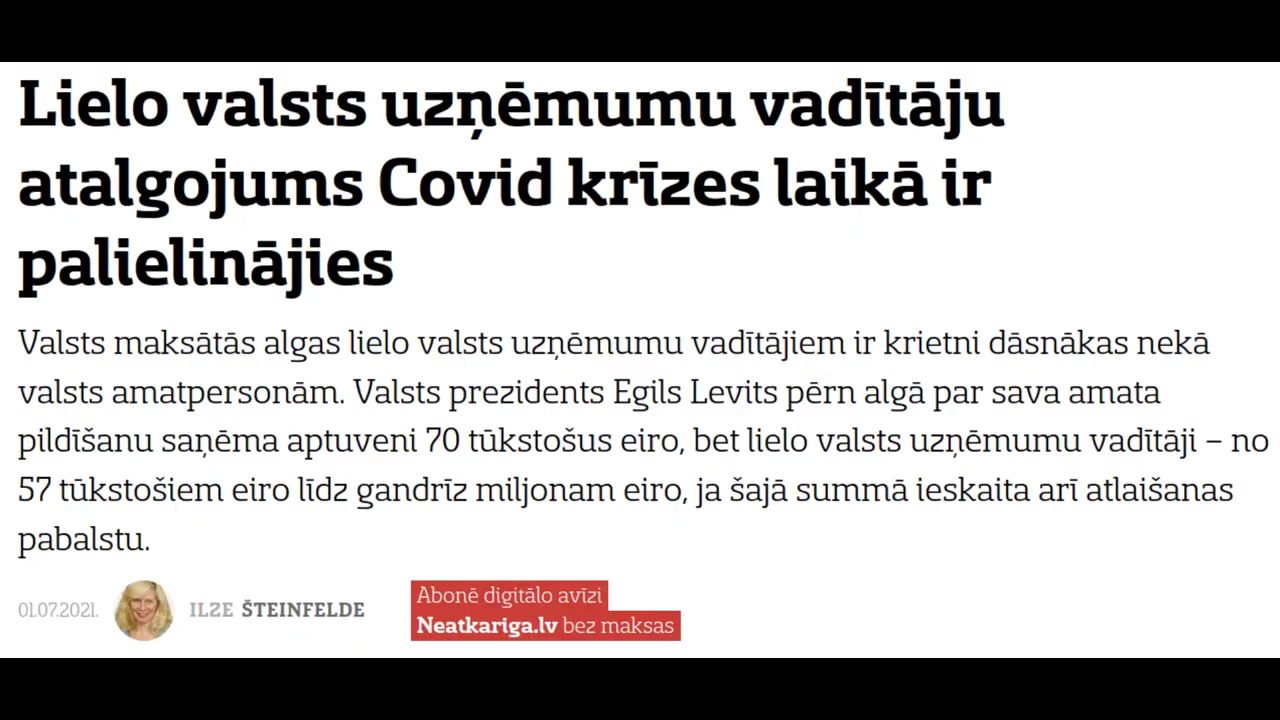 Lielo valsts uzņēmumu vadītāju
atalgojums Covid krīzes laikā ir
palielinājies
Valsts maksātās algas lielo valsts uzņēmumu vadītājiem ir krietni dāsnākas nekā
valsts amatpersonām. Valsts prezidents Egils Levits pērn algā par sava amata
pildīšanu saņēma aptuveni 70 tūkstošus eiro, bet lielo valsts uzņēmumu vadītāji – no
57 tūkstošiem eiro līdz gandrīz miljonam eiro, ja šajā summā ieskaita arī atlaišanas
pabalstu.
01.07.2021. ILZE ŠTEINFELDE
Abonē digitālo avīzi
Neatkariga.lv bez maksas